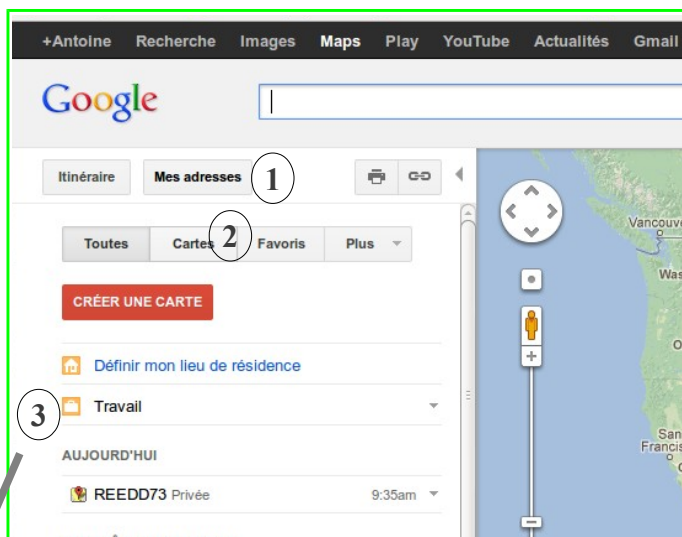 +Antoine Recherche Images Maps Play YouTube Actualités Gmail
Google
Itinéraire Mes adresses 1
Toutes Cartes 2 Favoris Plus
CRÉER UNE CARTE
Définir mon lieu de résidence
3 Travail
AUJOURD'HUI
REEDD73 Privée 9:35am
Vancouve
Was
O
San
Francis